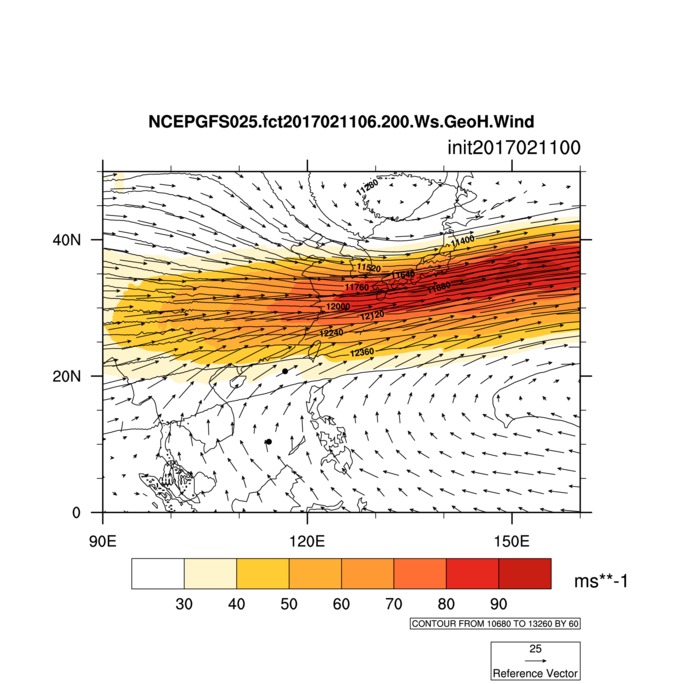 NCEPGFS025.fct2017021106.200.Ws.GeoH.Wind
init2017021100
11280
40N
11400
11520
11640
11760
11880
12000
12120
12240
12360
20N
0
90E
120E
150E
ms**-1
30 40 50 60 70 80 90
CONTOUR FROM 10680 TO 13260 BY 60
25
Reference Vector